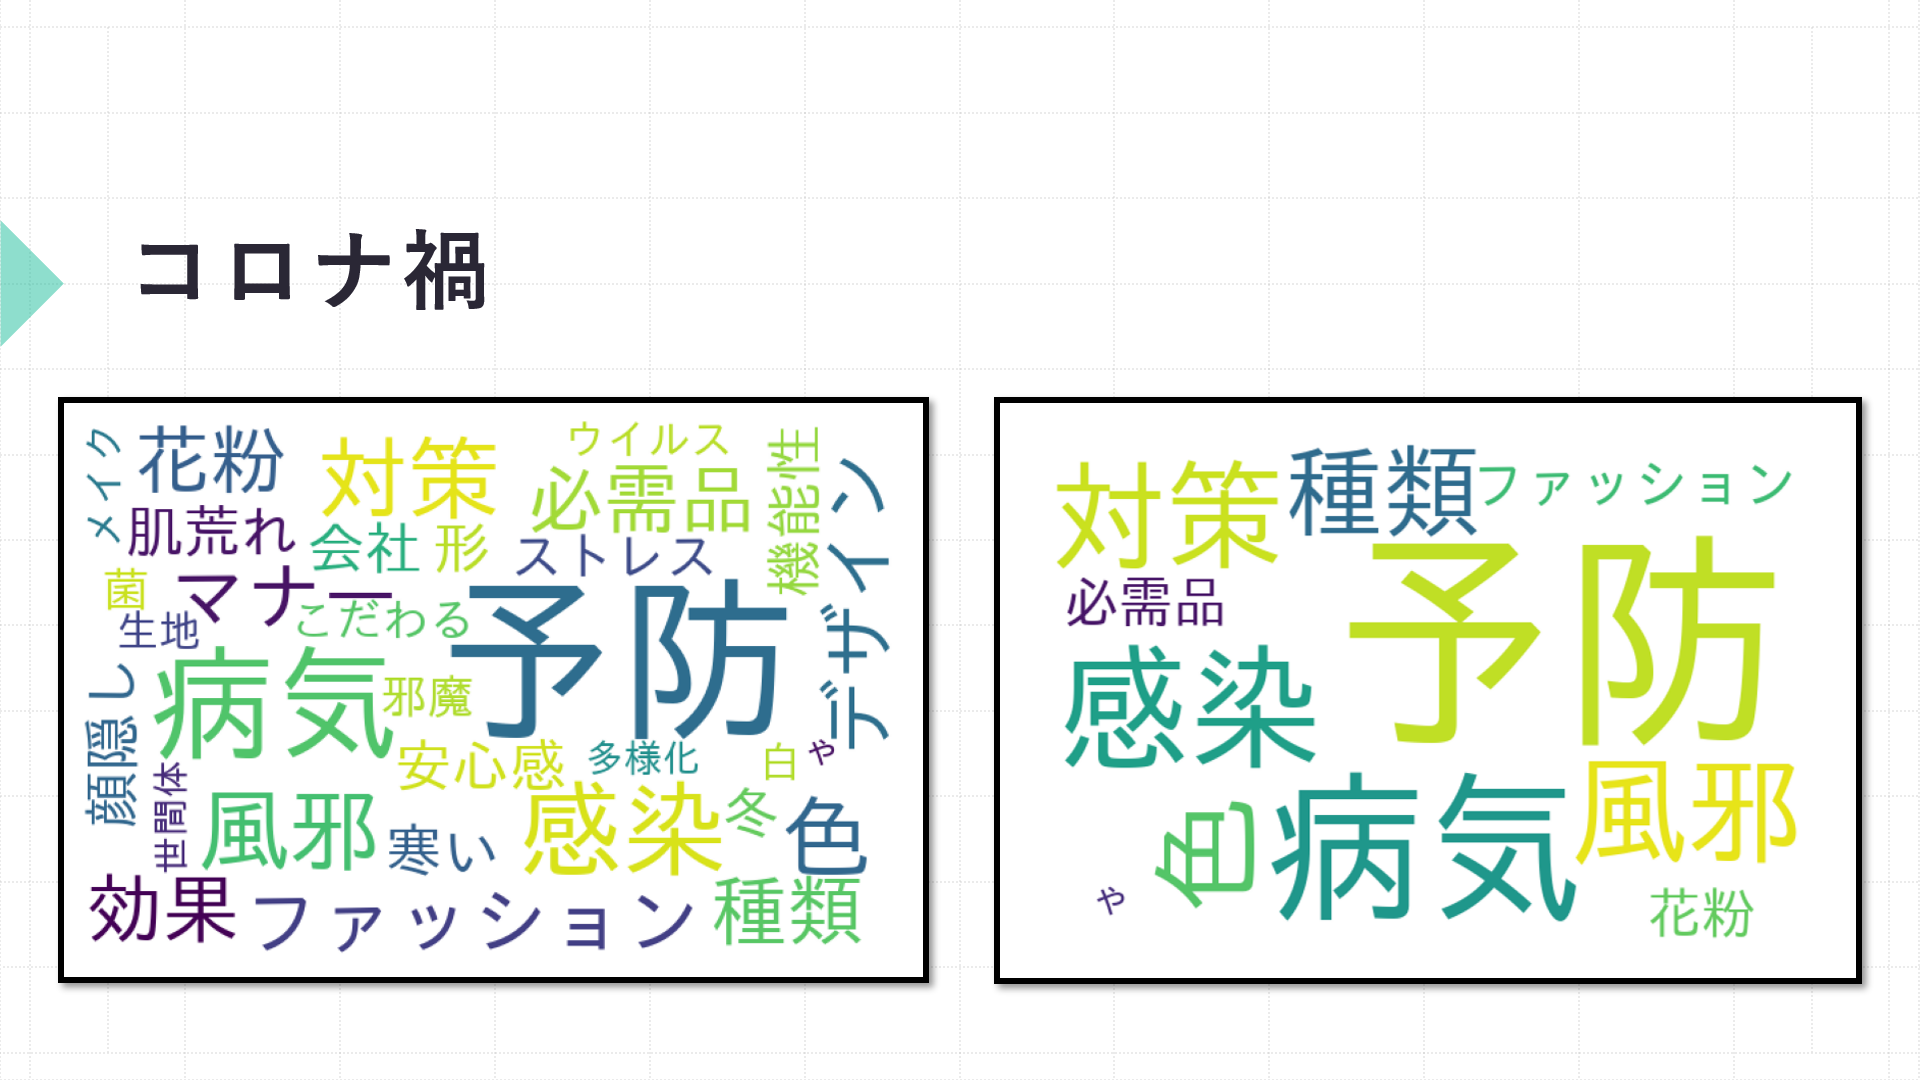 コロナ禍
メイク
花粉
対策
ウイルス
必需品
機能性
デザイン
肌荒れ
会社
形
ストレス
菌
マナー
こだわる
生地
予防
病気
邪魔
顔隠し
安心感
多様化
白
や
世間体
風邪
寒い
感染
冬
色
効果
ファッション
種類
対策
種類
ファッション
必需品
予防
感染
色
病気
風邪
や
花粉